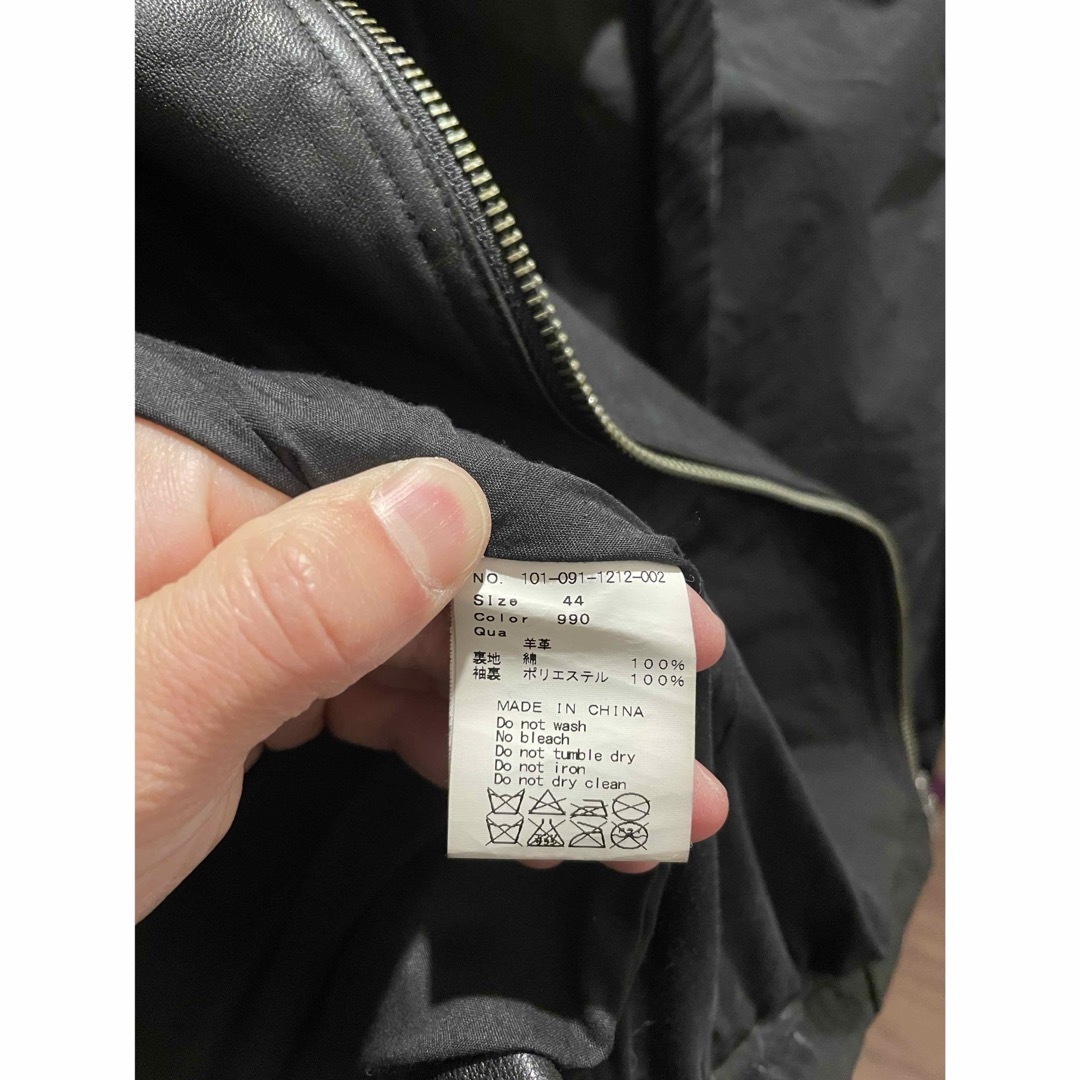 NO. 101-091-1212-002
Size 44
Color 990
Qua
羊革
裏地 綿 100%
袖裏 ポリエステル 100%
MADE IN CHINA
Do not wash
No bleach
Do not tumble dry
Do not iron
Do not dry clean